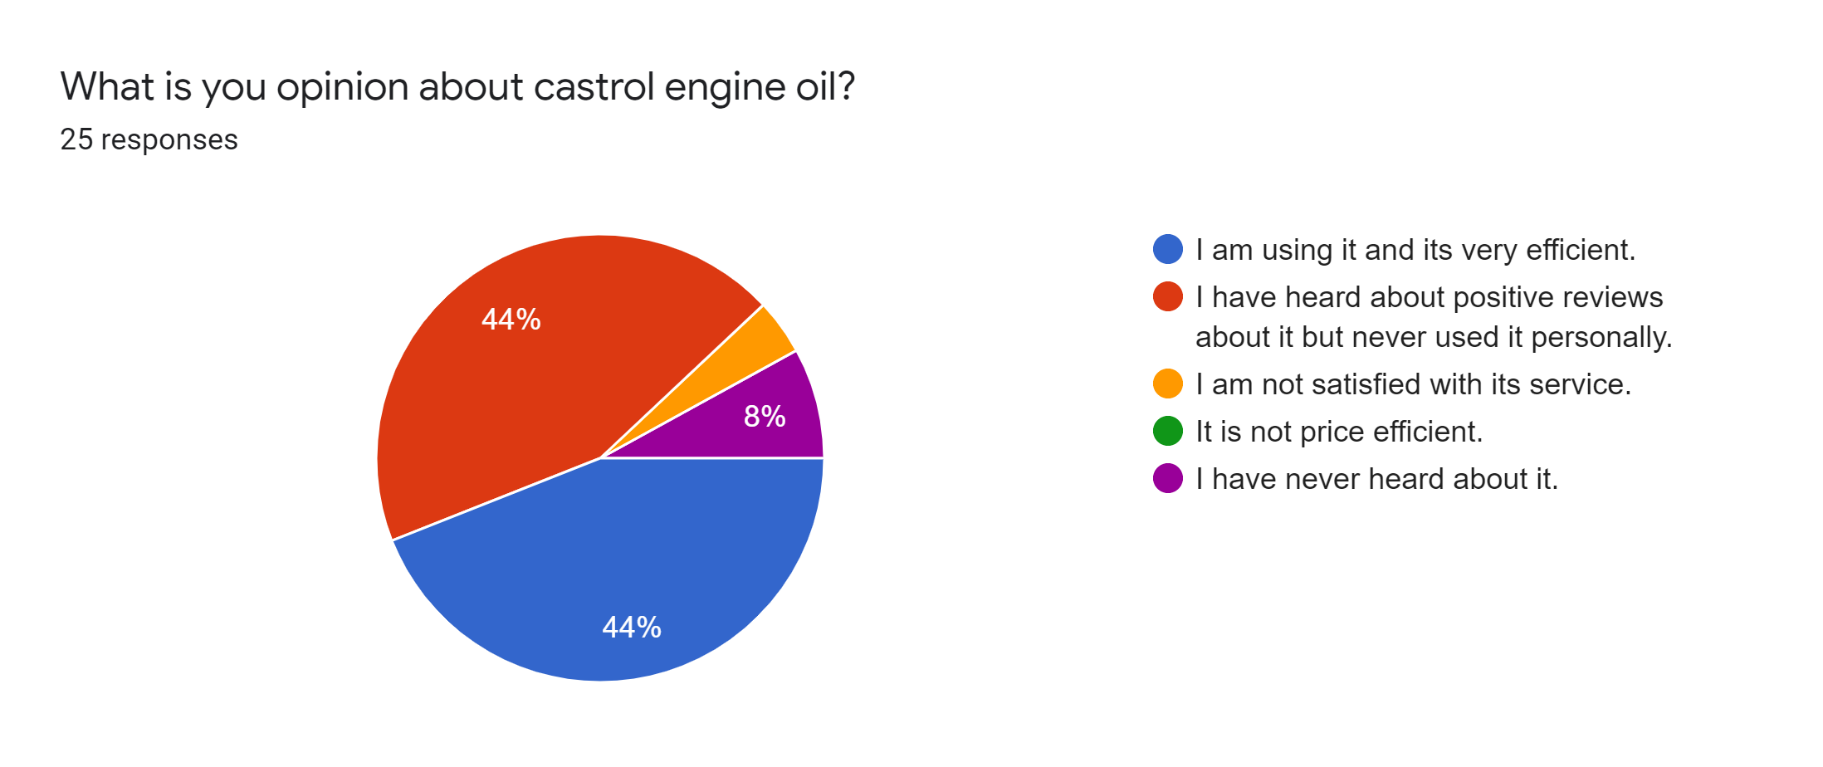 What is you opinion about castrol engine oil?
25 responses
44%
8%
44%
I am using it and its very efficient.
I have heard about positive reviews
about it but never used it personally.
I am not satisfied with its service.
It is not price efficient.
I have never heard about it.